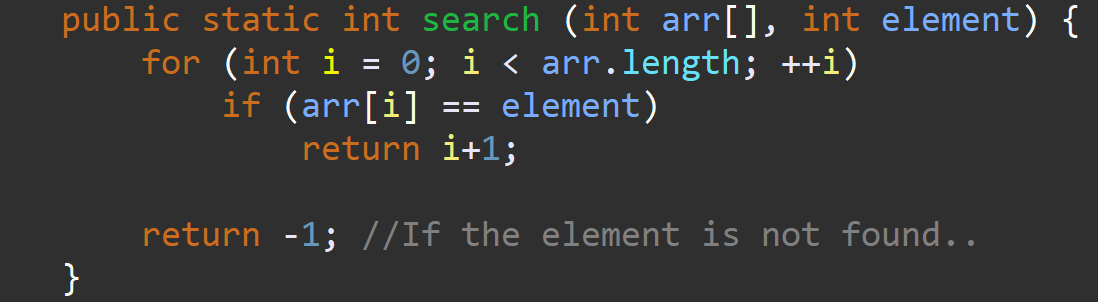 public static int search (int arr[], int element) {
for (int i = 0; i < arr.length; ++i)
if (arr[i] == element)
return i+1;
return -1; //If the element is not found..
}